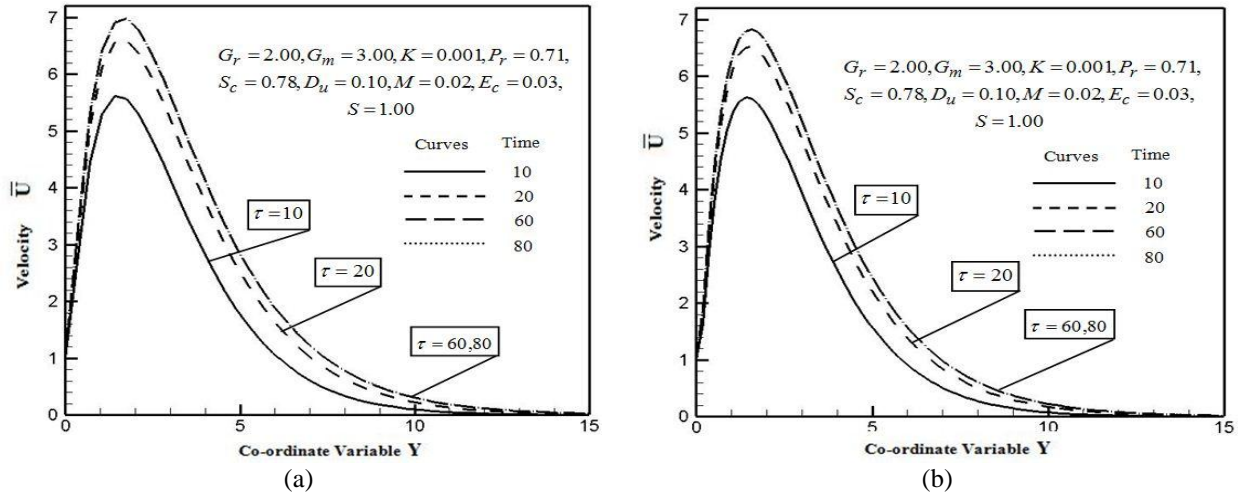 7
6
5
4
3
2
1
0
Velocity U̅
G_r = 2.00, G_m = 3.00, K = 0.001, P_r = 0.71,
S_c = 0.78, D_u = 0.10, M = 0.02, E_c = 0.03,
S = 1.00
Curves Time
10
20
60
80
τ = 10
τ = 20
τ = 60,80
0 5 10 15
Co-ordinate Variable Y
(a)
7
6
5
4
3
2
1
0
Velocity U̅
G_r = 2.00, G_m = 3.00, K = 0.001, P_r = 0.71,
S_c = 0.78, D_u = 0.10, M = 0.02, E_c = 0.03,
S = 1.00
Curves Time
10
20
60
80
τ = 10
τ = 20
τ = 60,80
0 5 10 15
Co-ordinate Variable Y
(b)